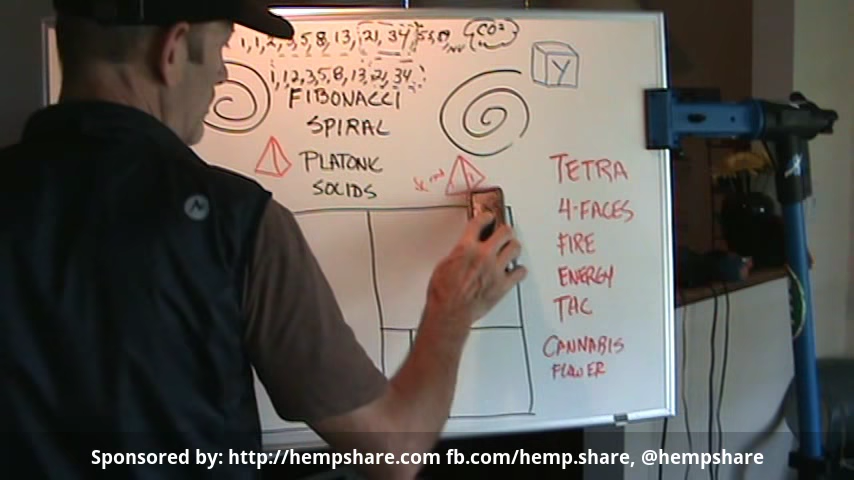 1,1,2,3,5,8,13,21,34,55,89
CO²
1,1,2,3,5,8,13,21,34
Y
FIBONACCI
SPIRAL
PLATONIC
SOLIDS
TETRA
4-FACES
FIRE
ENERGY
THC
CANNABIS
FLOWER
Sponsored by: http://hempshare.com fb.com/hemp.share, @hempshare